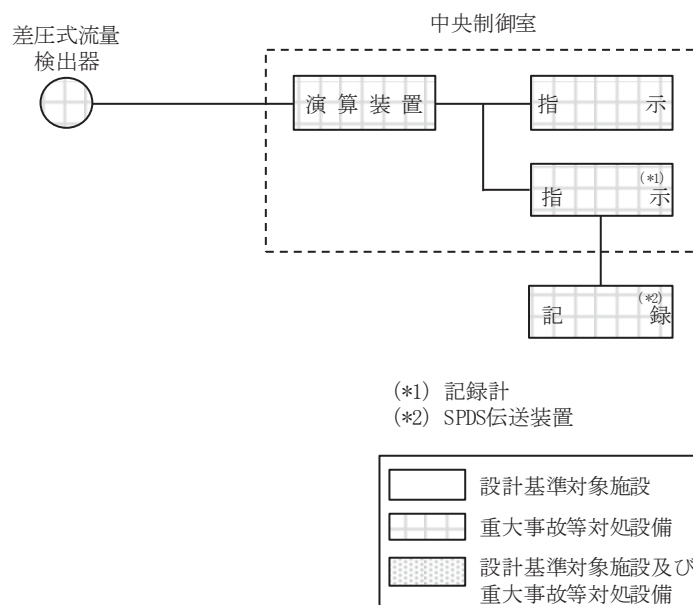 中央制御室
差圧式流量
検出器
演算装置
指示
指示(*1)
記録(*2)
(*1) 記録計
(*2) SPDS伝送装置
設計基準対象施設
重大事故等対処設備
設計基準対象施設及び
重大事故等対処設備